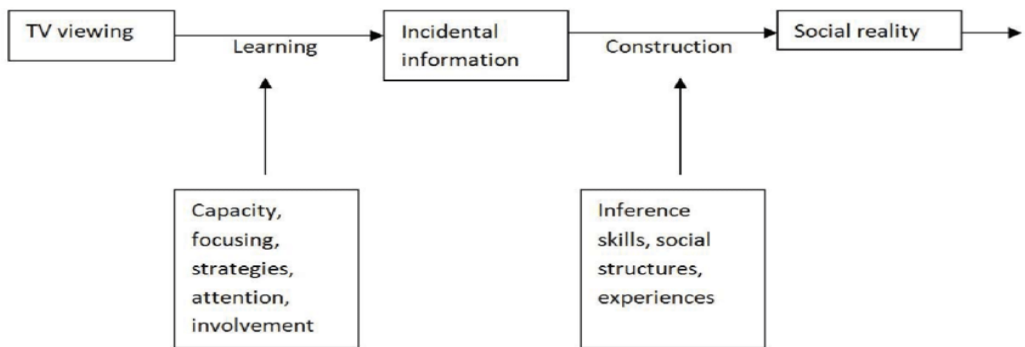 TV viewing
Learning
Incidental
information
Construction
Social reality
Capacity,
focusing,
strategies,
attention,
involvement
Inference
skills, social
structures,
experiences